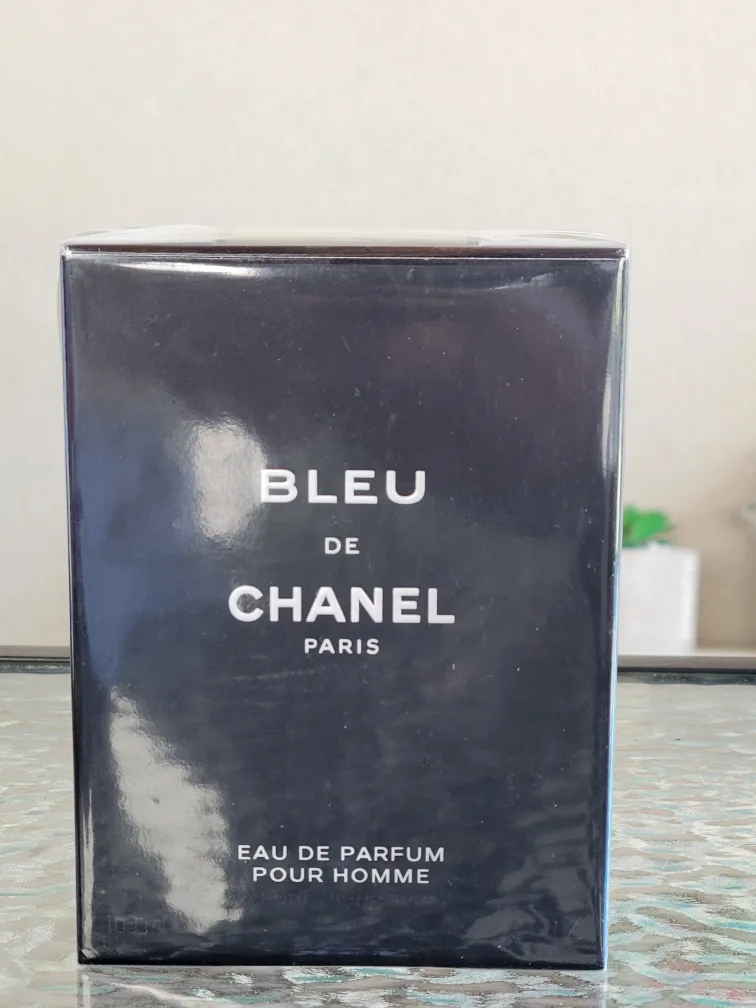 BLEU
DE
CHANEL
PARIS
EAU DE PARFUM
POUR HOMME